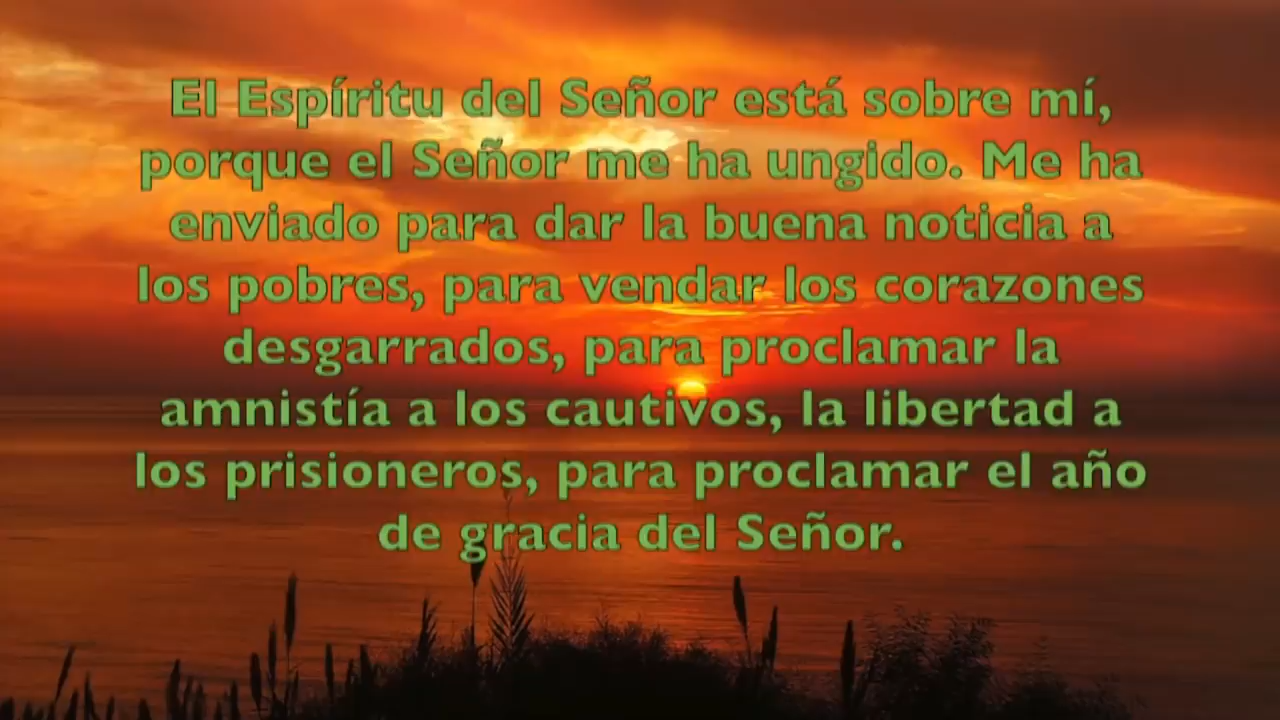 El Espíritu del Señor está sobre mí,
porque el Señor me ha ungido. Me ha
enviado para dar la buena noticia a
los pobres, para vendar los corazones
desgarrados, para proclamar la
amnistía a los cautivos, la libertad a
los prisioneros, para proclamar el año
de gracia del Señor.